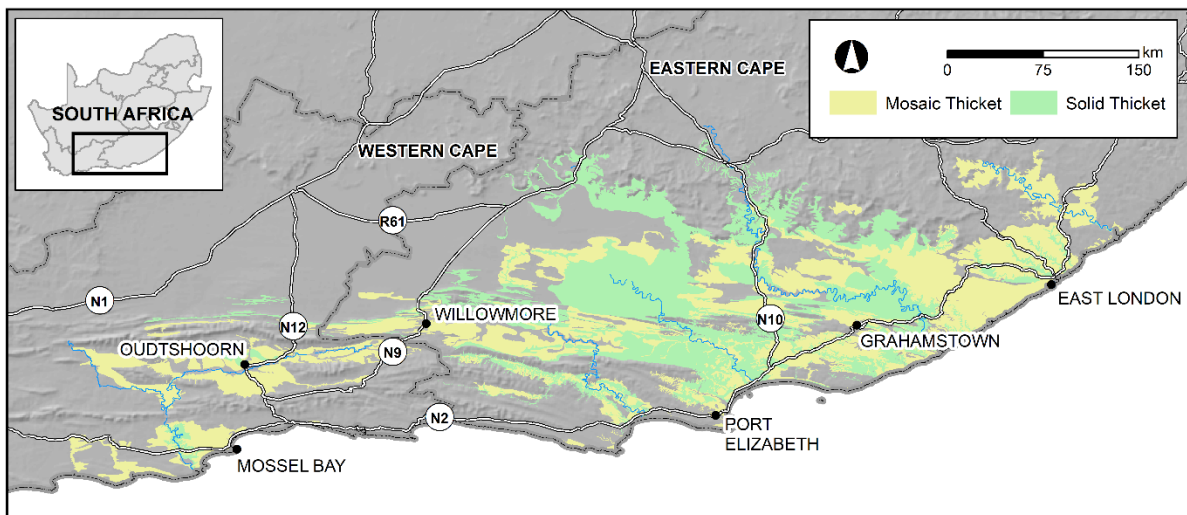 SOUTH AFRICA
EASTERN CAPE
WESTERN CAPE
km
0 75 150
Mosaic Thicket Solid Thicket
R61
N1
N12
WILLOWMORE
N10
EAST LONDON
OUDTSHOORN
N9
GRAHAMSTOWN
N2
PORT
ELIZABETH
MOSSEL BAY